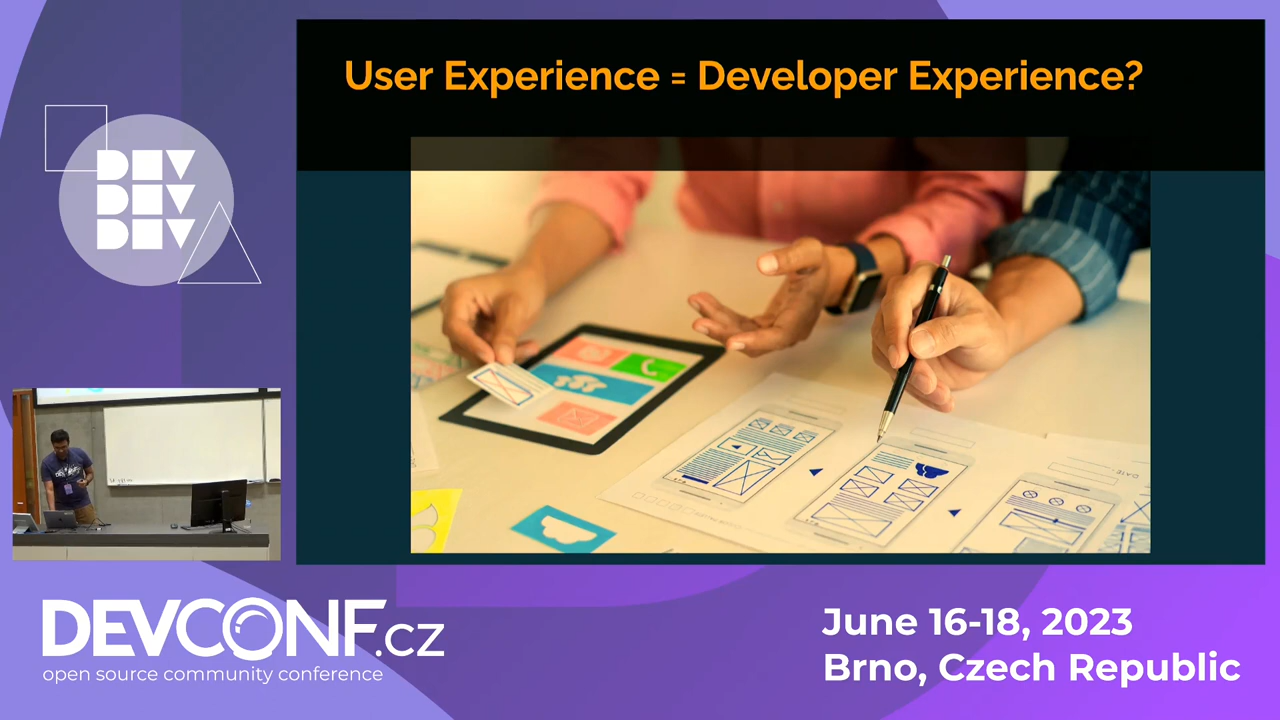 User Experience = Developer Experience?
DEV
DEV
DEV
DATE
DEVCONF.CZ
open source community conference
June 16-18, 2023
Brno, Czech Republic